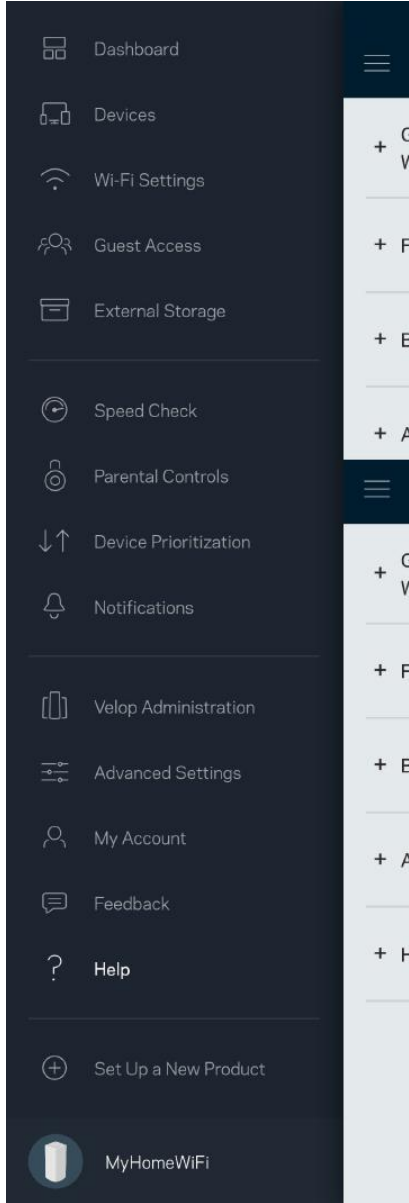 Dashboard
Devices
Wi-Fi Settings
Guest Access
External Storage
Speed Check
Parental Controls
Device Prioritization
Notifications
Velop Administration
Advanced Settings
My Account
Feedback
Help
Set Up a New Product
MyHomeWiFi